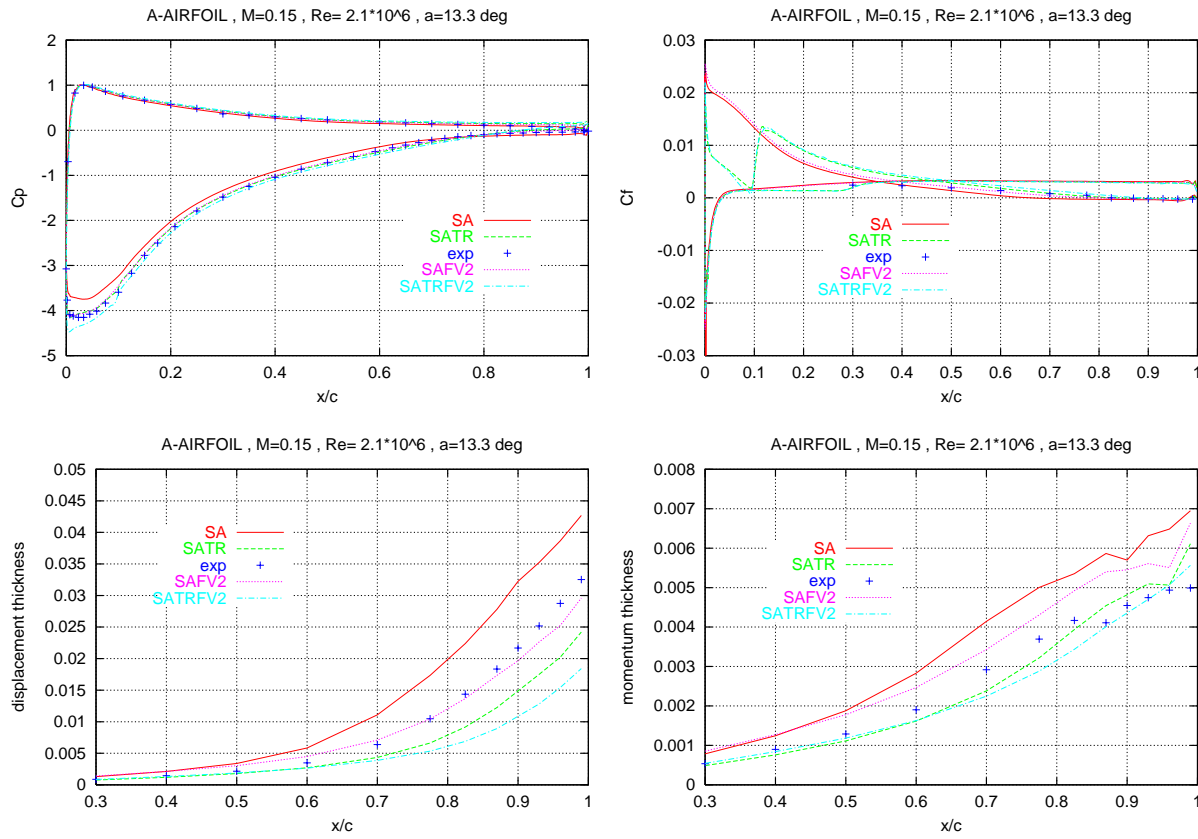 A-AIRFOIL , M=0.15 , Re= 2.1*10^6 , a=13.3 deg
2
1
0
-1
-2
-3
-4
-5
Cp
0
0.2
0.4
0.6
0.8
1
x/c
SA
SATR
exp
SAFV2
SATRFV2
A-AIRFOIL , M=0.15 , Re= 2.1*10^6 , a=13.3 deg
0.03
0.02
0.01
0
-0.01
-0.02
-0.03
Cf
0
0.1
0.2
0.3
0.4
0.5
0.6
0.7
0.8
0.9
1
x/c
SA
SATR
exp
SAFV2
SATRFV2
A-AIRFOIL , M=0.15 , Re= 2.1*10^6 , a=13.3 deg
0.05
0.045
0.04
0.035
0.03
0.025
0.02
0.015
0.01
0.005
0
displacement thickness
0.3
0.4
0.5
0.6
0.7
0.8
0.9
1
x/c
SA
SATR
exp
SAFV2
SATRFV2
A-AIRFOIL , M=0.15 , Re= 2.1*10^6 , a=13.3 deg
0.008
0.007
0.006
0.005
0.004
0.003
0.002
0.001
0
momentum thickness
0.3
0.4
0.5
0.6
0.7
0.8
0.9
1
x/c
SA
SATR
exp
SAFV2
SATRFV2